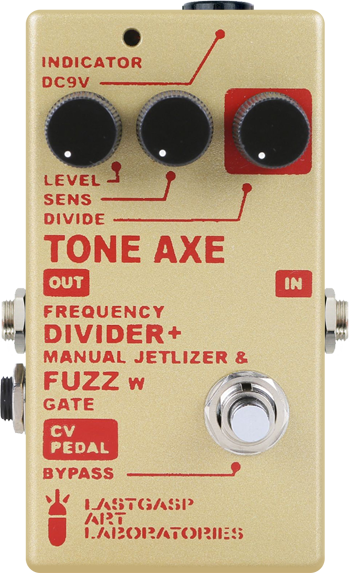 INDICATOR
DC9V
LEVEL
SENS
DIVIDE
TONE AXE
OUT IN
FREQUENCY
DIVIDER+
MANUAL JETLIZER &
FUZZ W
GATE
CV
PEDAL
BYPASS
LASTGASP
ART
LABORATORIES